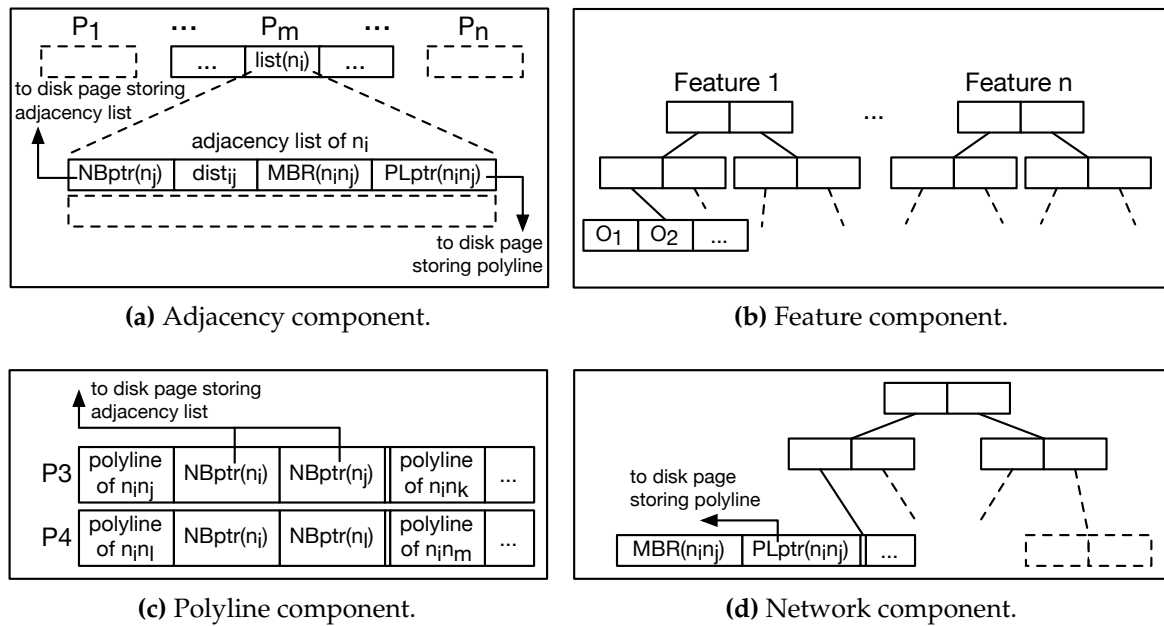 P1 ... Pm ... Pn
... list(ni) ...
to disk page storing
adjacency list
adjacency list of ni
NBptr(nj) distij MBR(ninj) PLptr(ninj)
to disk page
storing polyline
(a) Adjacency component.
Feature 1 ... Feature n
O1 O2 ...
(b) Feature component.
to disk page storing
adjacency list
P3 polyline of ninj NBptr(ni) NBptr(nj) polyline of nink ...
P4 polyline of ninl NBptr(ni) NBptr(nl) polyline of ninm ...
(c) Polyline component.
to disk page
storing polyline
MBR(ninj) PLptr(ninj) ...
(d) Network component.